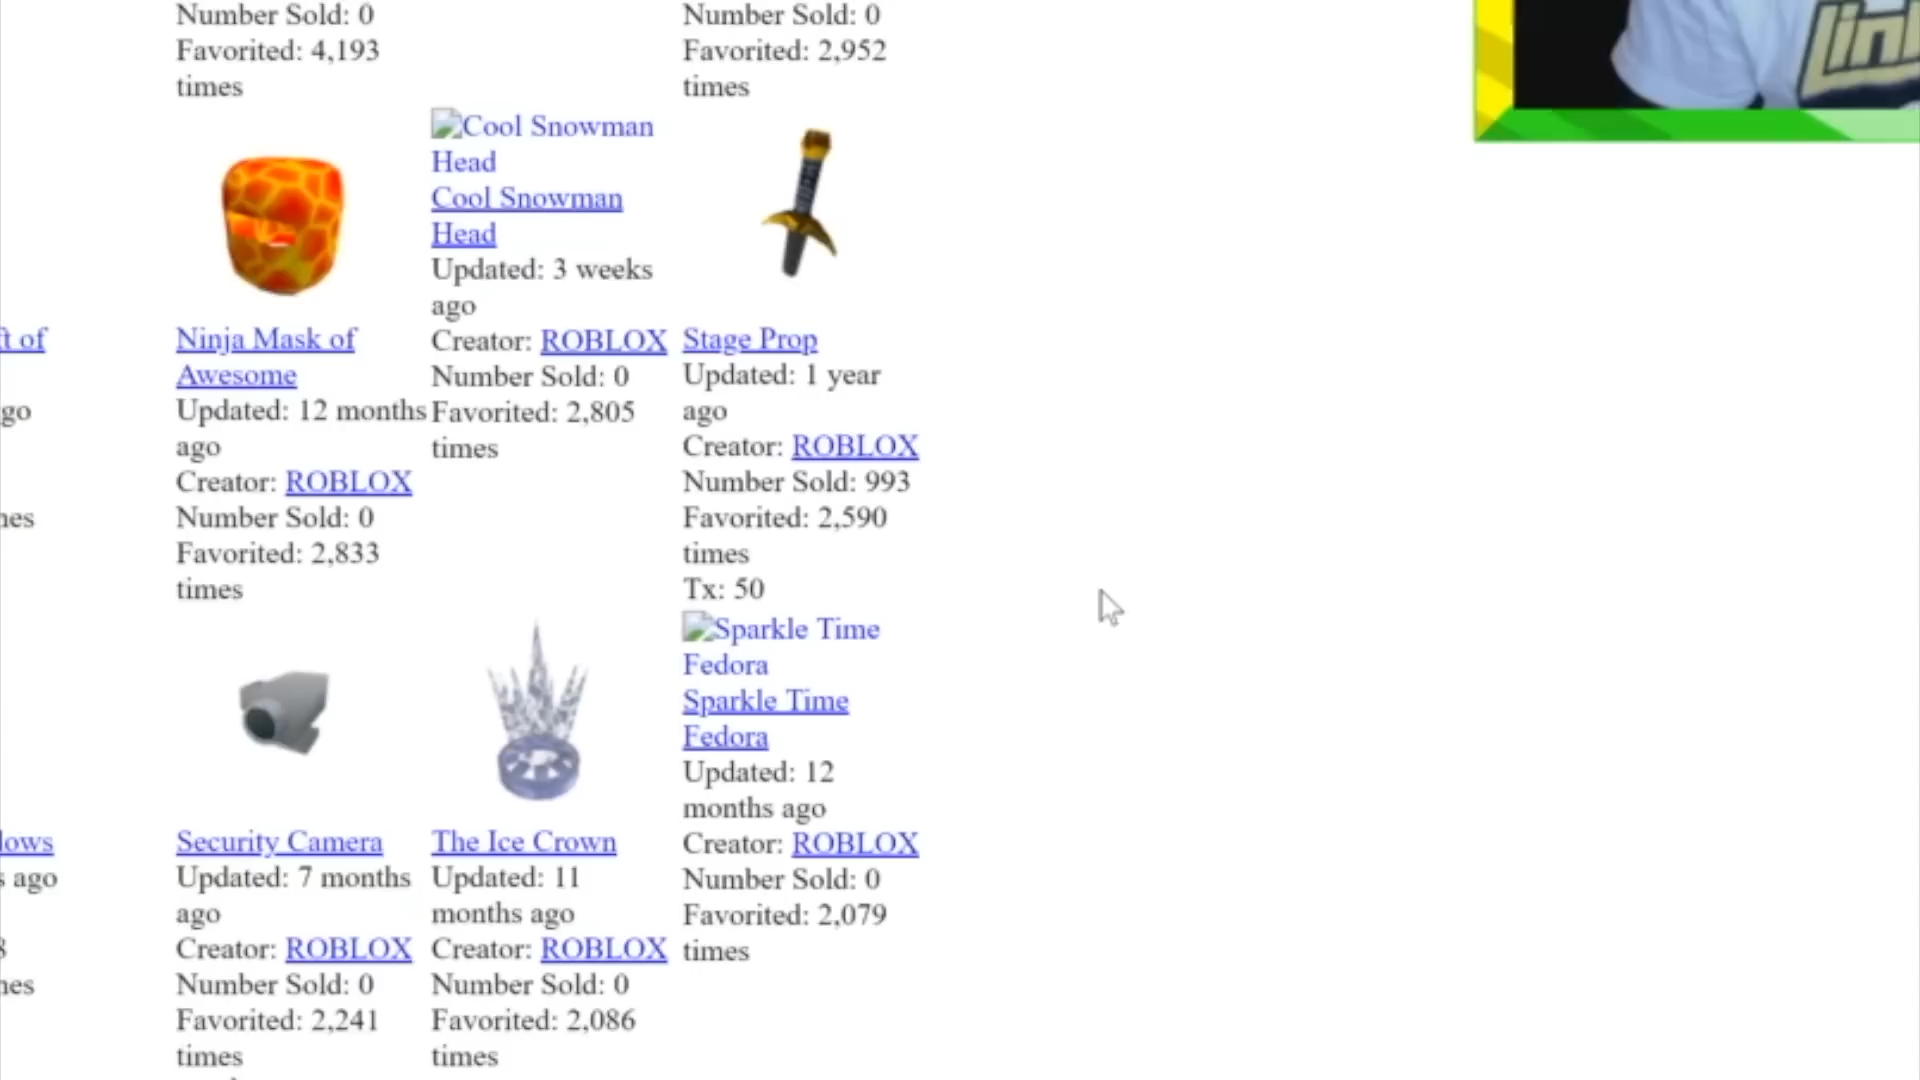 Number Sold: 0
Favorited: 4,193
times
Number Sold: 0
Favorited: 2,952
times
Ninja Mask of
Awesome
Updated: 12 months
ago
Creator: ROBLOX
Number Sold: 0
Favorited: 2,833
times
Cool Snowman
Head
Cool Snowman
Head
Updated: 3 weeks
ago
Creator: ROBLOX
Number Sold: 0
Favorited: 2,805
times
Stage Prop
Updated: 1 year
ago
Creator: ROBLOX
Number Sold: 993
Favorited: 2,590
times
Tx: 50
of
ago
Security Camera
Updated: 7 months
ago
Creator: ROBLOX
Number Sold: 0
Favorited: 2,241
times
The Ice Crown
Updated: 11
months ago
Creator: ROBLOX
Number Sold: 0
Favorited: 2,086
times
Sparkle Time
Fedora
Sparkle Time
Fedora
Updated: 12
months ago
Creator: ROBLOX
Number Sold: 0
Favorited: 2,079
times